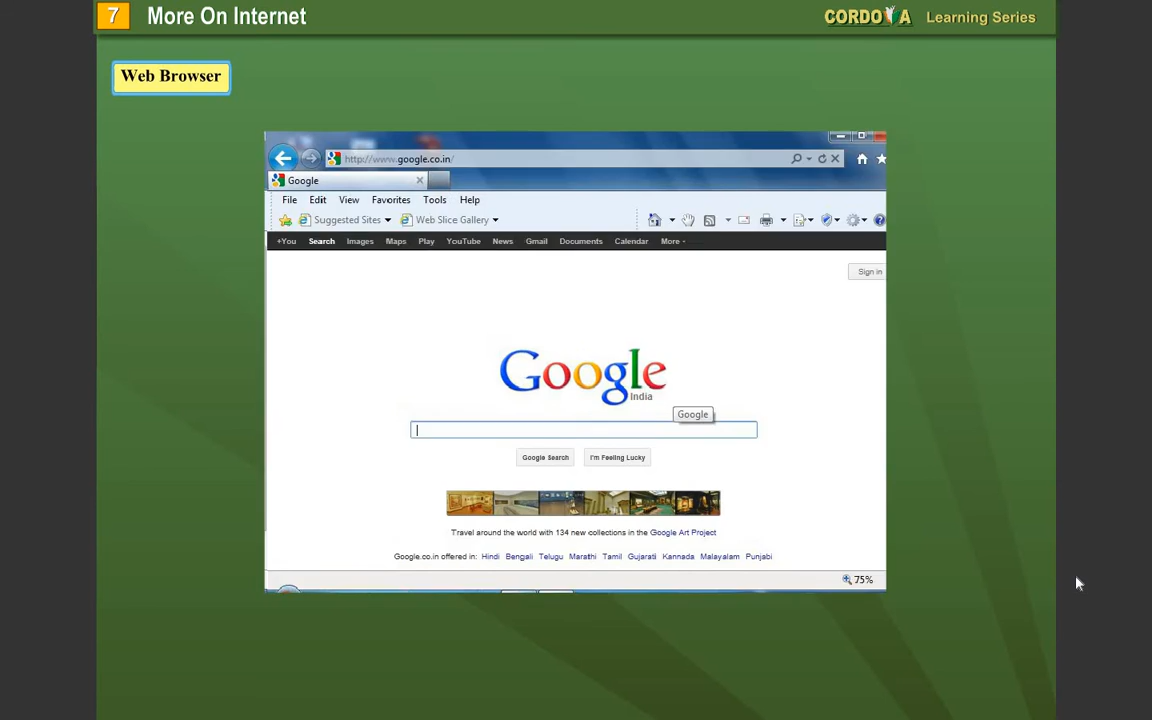 7 More On Internet CORDOVA Learning Series
Web Browser
http://www.google.co.in/
Google
File Edit View Favorites Tools Help
Suggested Sites Web Slice Gallery
+You Search Images Maps Play YouTube News Gmail Documents Calendar More
Sign in
Google
India
Google
Google Search I'm Feeling Lucky
Travel around the world with 134 new collections in the Google Art Project
Google.co.in offered in: Hindi Bengali Telugu Marathi Tamil Gujarati Kannada Malayalam Punjabi
75%